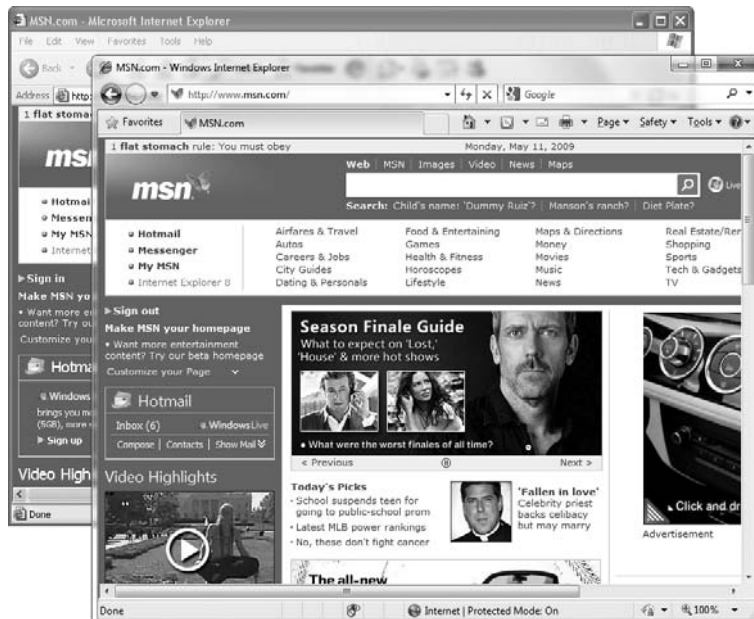 MSN.com - Microsoft Internet Explorer
File Edit View Favorites Tools Help
Back
Address http:
1 flat stoma
msn
Hotmail
Messen
My MSN
Internet
Sign in
Make MSN yo
• Want more en
content? Try ou
Customize you
Hotma
Windows
brings you mo
(5GB), more
Sign up
Video High
Done
MSN.com - Windows Internet Explorer
http://www.msn.com/
Google
Favorites
MSN.com
Page Safety Tools
1 flat stomach rule: You must obey
Monday, May 11, 2009
Web | MSN | Images | Video | News | Maps
msn
Live
Search: Child's name: 'Dummy Ruiz'? | Manson's ranch? | Diet Plate?
Hotmail
Messenger
My MSN
Internet Explorer 8
Airfares & Travel
Autos
Careers & Jobs
City Guides
Dating & Personals
Food & Entertaining
Games
Health & Fitness
Horoscopes
Lifestyle
Maps & Directions
Money
Movies
Music
News
Real Estate/Ren
Shopping
Sports
Tech & Gadgets
TV
Sign out
Make MSN your homepage
• Want more entertainment
content? Try our beta homepage
Customize your Page
Hotmail
Inbox (6)
WindowsLive
Compose | Contacts | Show Mail
Video Highlights
Season Finale Guide
What to expect on 'Lost,'
'House' & more hot shows
• What were the worst finales of all time?
« Previous
Next »
Today's Picks
· School suspends teen for
going to public-school prom
· Latest MLB power rankings
· No, these don't fight cancer
'Fallen in love'
Celebrity priest
backs celibacy
but may marry
The all-new
Click and dr
Advertisement
Done
Internet | Protected Mode: On
100%